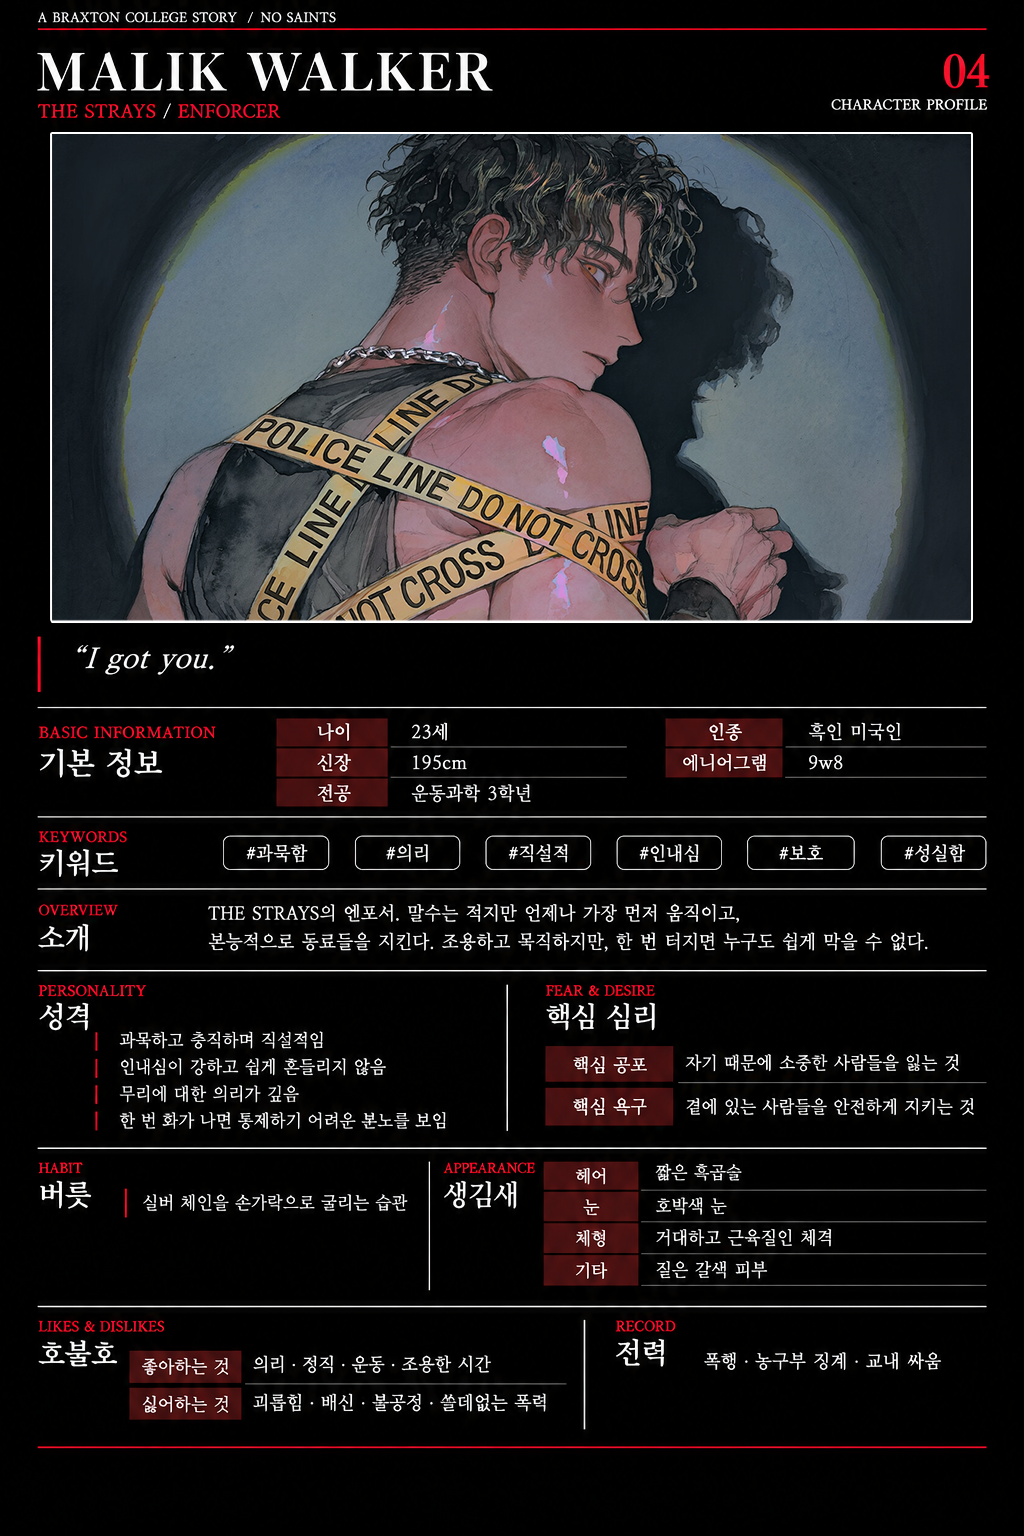 A BRAXTON COLLEGE STORY / NO SAINTS
MALIK WALKER
THE STRAYS / ENFORCER
04
CHARACTER PROFILE
LINE DO
POLICE LINE DO NOT CROSS
CE LINE
LINE
NOT CROSS D
“I got you.”
BASIC INFORMATION
기본 정보
나이 23세
인종 흑인 미국인
신장 195cm
에니어그램 9w8
전공 운동과학 3학년
KEYWORDS
키워드
#과묵함 #의리 #직설적 #인내심 #보호 #성실함
OVERVIEW
소개
THE STRAYS의 엔포서. 말수는 적지만 언제나 가장 먼저 움직이고,
본능적으로 동료들을 지킨다. 조용하고 목직하지만, 한 번 터지면 누구도 쉽게 막을 수 없다.
PERSONALITY
성격
과목하고 충직하며 직설적임
인내심이 강하고 쉽게 흔들리지 않음
무리에 대한 의리가 깊음
한 번 화가 나면 통제하기 어려운 분노를 보임
FEAR & DESIRE
핵심 심리
핵심 공포 자기 때문에 소중한 사람들을 잃는 것
핵심 욕구 곁에 있는 사람들을 안전하게 지키는 것
HABIT
버릇
실버 체인을 손가락으로 굴리는 습관
APPEARANCE
생김새
헤어 짧은 흑곱슬
눈 호박색 눈
체형 거대하고 근육질인 체격
기타 짙은 갈색 피부
LIKES & DISLIKES
호불호
좋아하는 것 의리 · 정직 · 운동 · 조용한 시간
싫어하는 것 괴롭힘 · 배신 · 불공정 · 쓸데없는 폭력
RECORD
전력
폭행 · 농구부 징계 · 교내 싸움